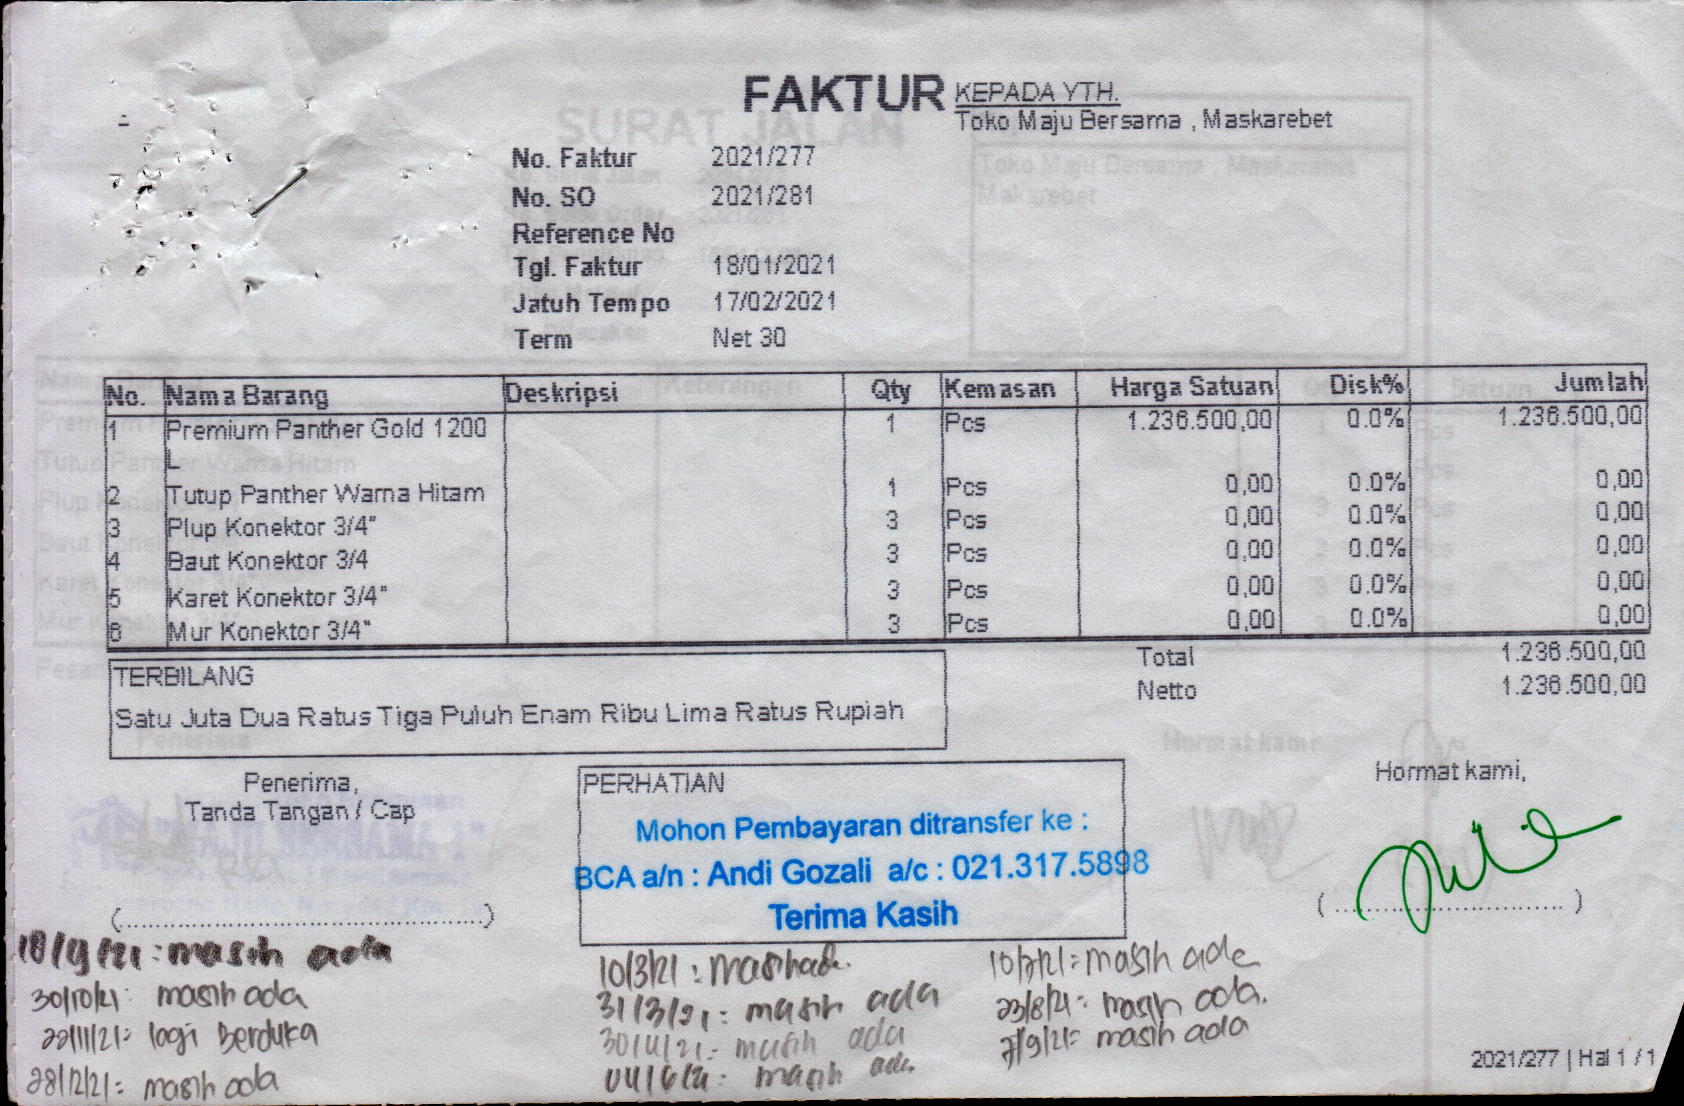 FAKTUR
KEPADA YTH.
Toko Maju Bersama , Maskarebet
No. Faktur 2021/277
No. SO 2021/281
Reference No
Tgl. Faktur 18/01/2021
Jatuh Tempo 17/02/2021
Term Net 30
No. Nama Barang Deskripsi Qty Kemasan Harga Satuan Disk% Jumlah
1 Premium Panther Gold 1200 1 Pcs 1.236.500,00 0.0% 1.236.500,00
L
2 Tutup Panther Warna Hitam 1 Pcs 0,00 0.0% 0,00
3 Plup Konektor 3/4" 3 Pcs 0,00 0.0% 0,00
4 Baut Konektor 3/4 3 Pcs 0,00 0.0% 0,00
5 Karet Konektor 3/4" 3 Pcs 0,00 0.0% 0,00
6 Mur Konektor 3/4" 3 Pcs 0,00 0.0% 0,00
Total 1.236.500,00
Netto 1.236.500,00
TERBILANG
Satu Juta Dua Ratus Tiga Puluh Enam Ribu Lima Ratus Rupiah
Penerima,
Tanda Tangan / Cap
(..........................................)
PERHATIAN
Mohon Pembayaran ditransfer ke :
BCA a/n : Andi Gozali a/c : 021.317.5898
Terima Kasih
Hormat kami,
( .......................... )
: masih ada
30/10/21: masih ada
22/11/21: lagi Berduka
28/12/21: masih ada
10/3/21 : masih ada.
31/3/21: masih ada
30/4/21: masih ada
04/6/21: masih ada.
10/7/21: masih ada
23/8/21: masih ada.
7/9/21: masih ada
2021/277 | Hal 1 / 1